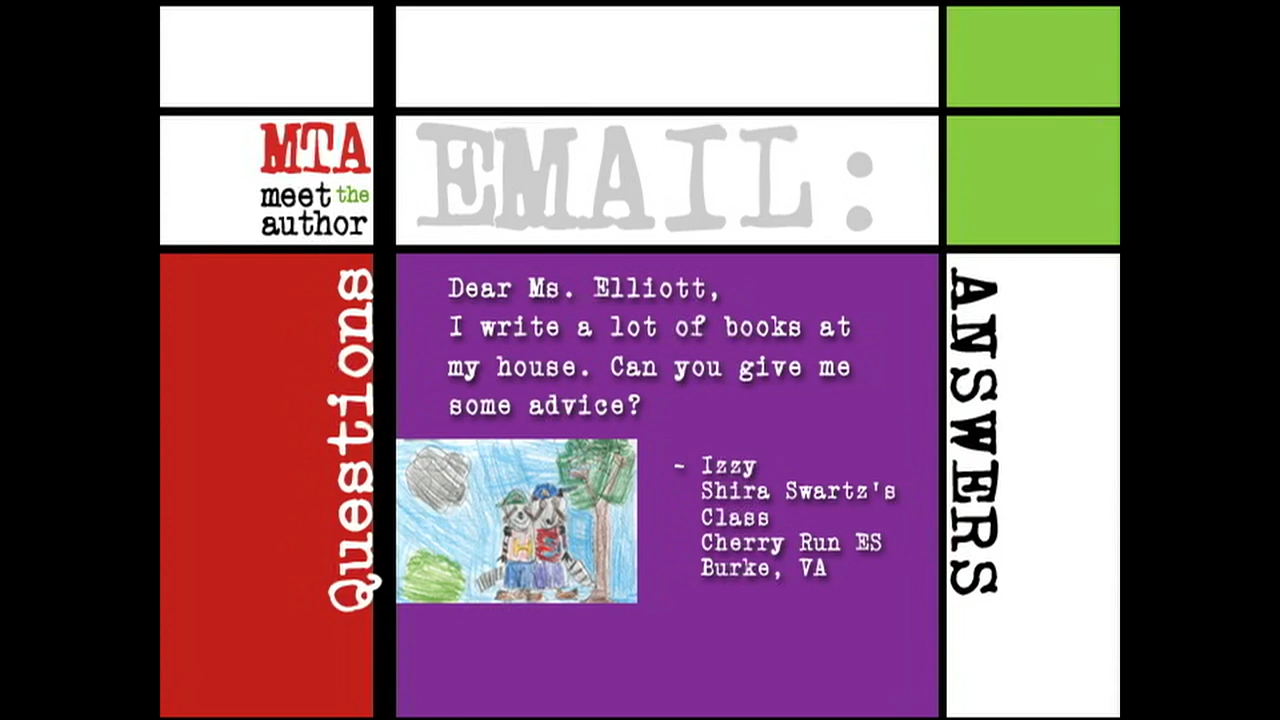 MTA
meet the
author
EMAIL:
Questions
Dear Ms. Elliott,
I write a lot of books at
my house. Can you give me
some advice?
H S
- Izzy
Shira Swartz's
Class
Cherry Run ES
Burke, VA
ANSWERS